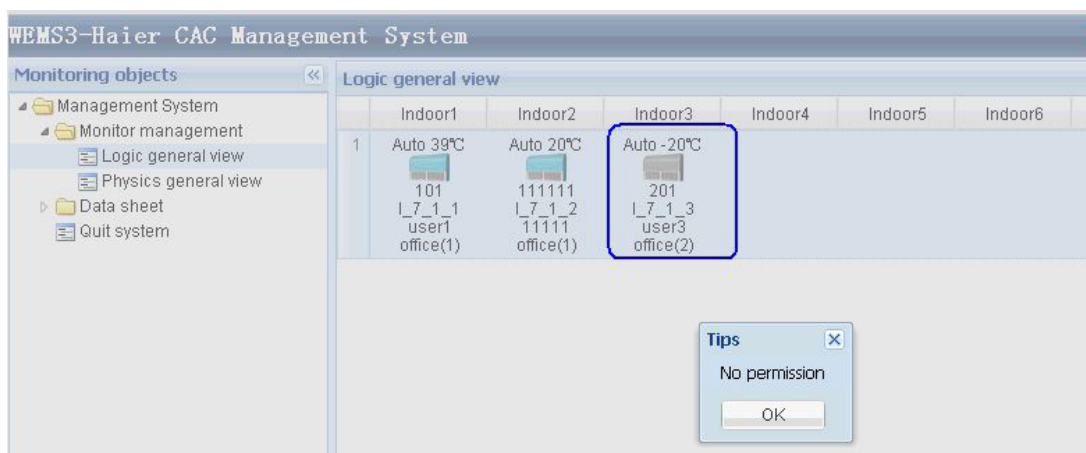 WEMS3-Haier CAC Management System
Monitoring objects
Logic general view
Management System
Monitor management
Logic general view
Physics general view
Data sheet
Quit system
Indoor1 Indoor2 Indoor3 Indoor4 Indoor5 Indoor6
1 Auto 39℃ Auto 20℃ Auto -20℃
101 111111 201
I_7_1_1 I_7_1_2 I_7_1_3
user1 11111 user3
office(1) office(1) office(2)
Tips
No permission
OK